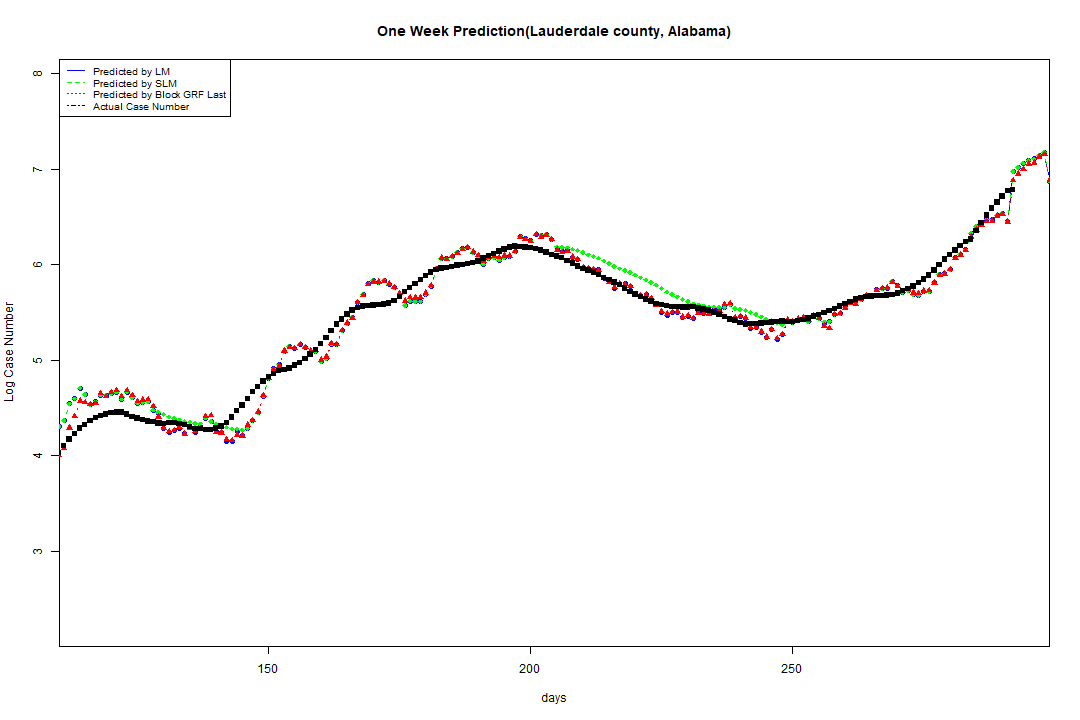 One Week Prediction(Lauderdale county, Alabama)
Predicted by LM
Predicted by SLM
Predicted by Block GRF Last
Actual Case Number
8
7
6
5
4
3
Log Case Number
150
200
250
days